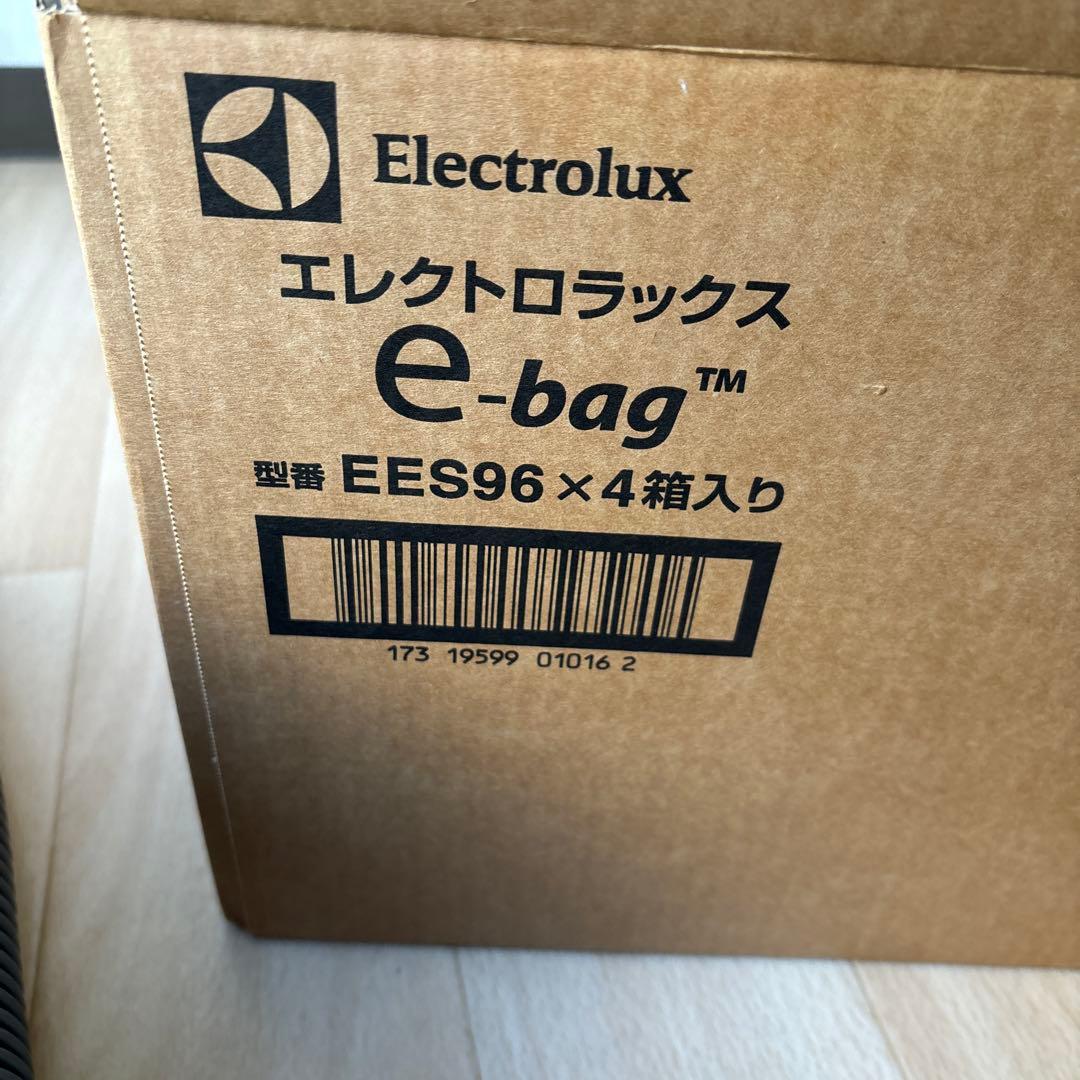 Electrolux
エレクトロラックス
e-bag™
型番 EES96×4箱入り
173 19599 01016 2